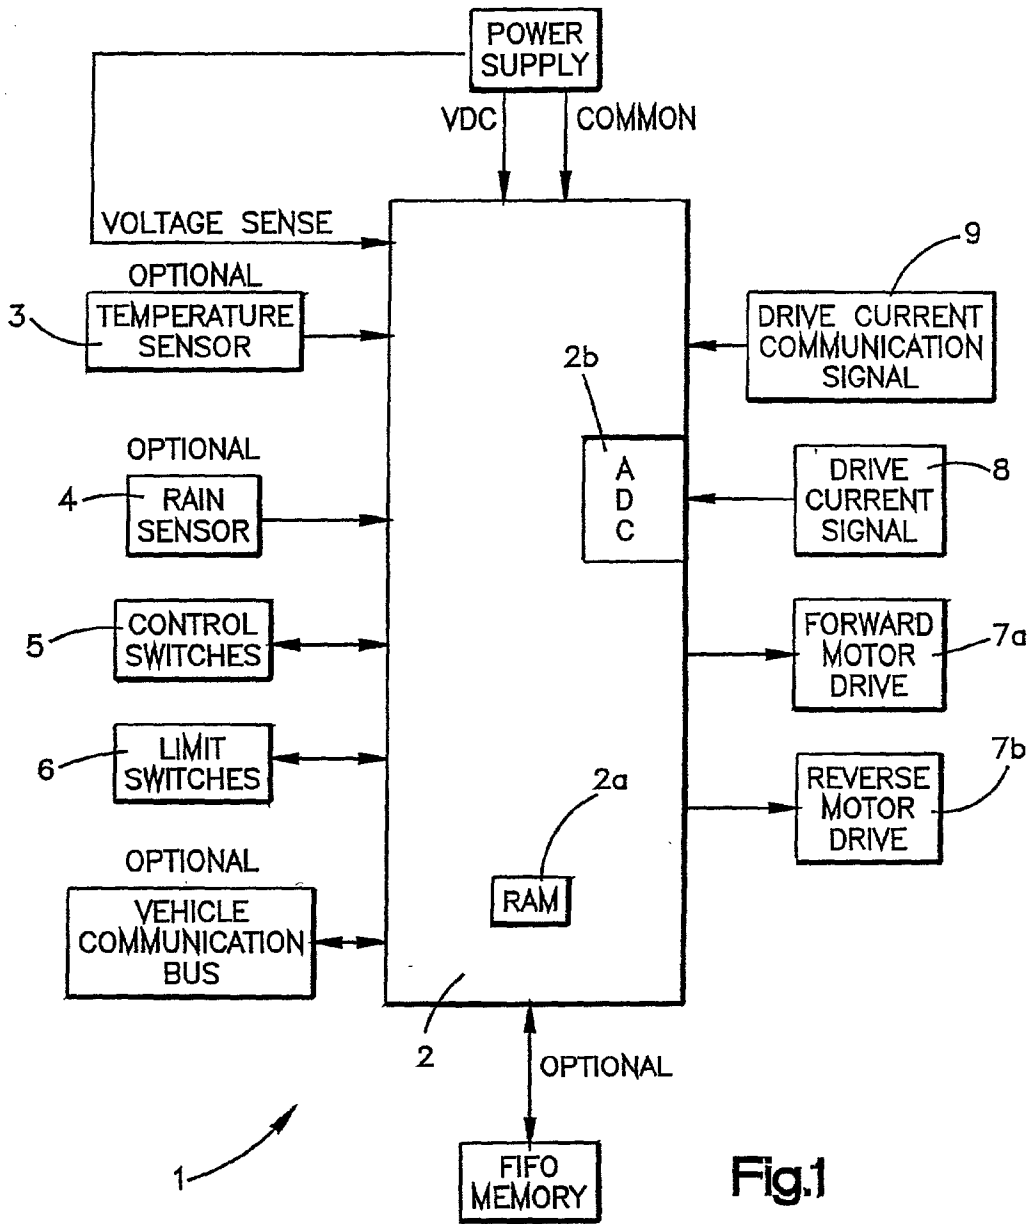 POWER
SUPPLY
VDC
COMMON
VOLTAGE SENSE
OPTIONAL
3
TEMPERATURE
SENSOR
9
DRIVE CURRENT
COMMUNICATION
SIGNAL
2b
OPTIONAL
4
RAIN
SENSOR
A
D
C
DRIVE
CURRENT
SIGNAL
8
5
CONTROL
SWITCHES
FORWARD
MOTOR
DRIVE
7a
6
LIMIT
SWITCHES
2a
REVERSE
MOTOR
DRIVE
7b
OPTIONAL
VEHICLE
COMMUNICATION
BUS
RAM
2
OPTIONAL
1
FIFO
MEMORY
Fig.1